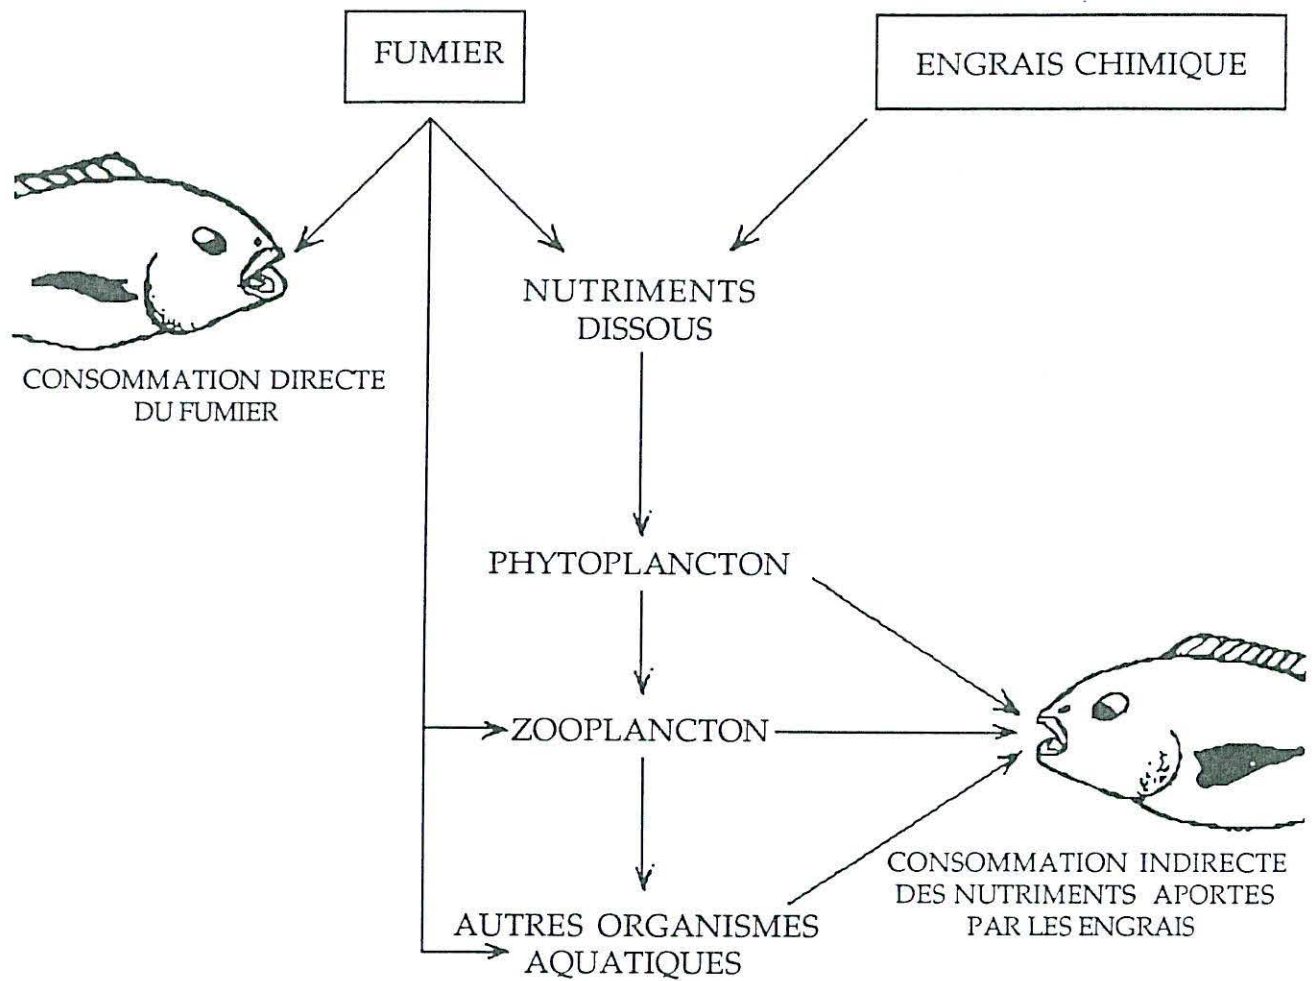 FUMIER
ENGRAIS CHIMIQUE
NUTRIMENTS
DISSOUS
CONSOMMATION DIRECTE
DU FUMIER
PHYTOPLANCTON
ZOOPLANCTON
CONSOMMATION INDIRECTE
DES NUTRIMENTS APORTES
PAR LES ENGRAIS
AUTRES ORGANISMES
AQUATIQUES